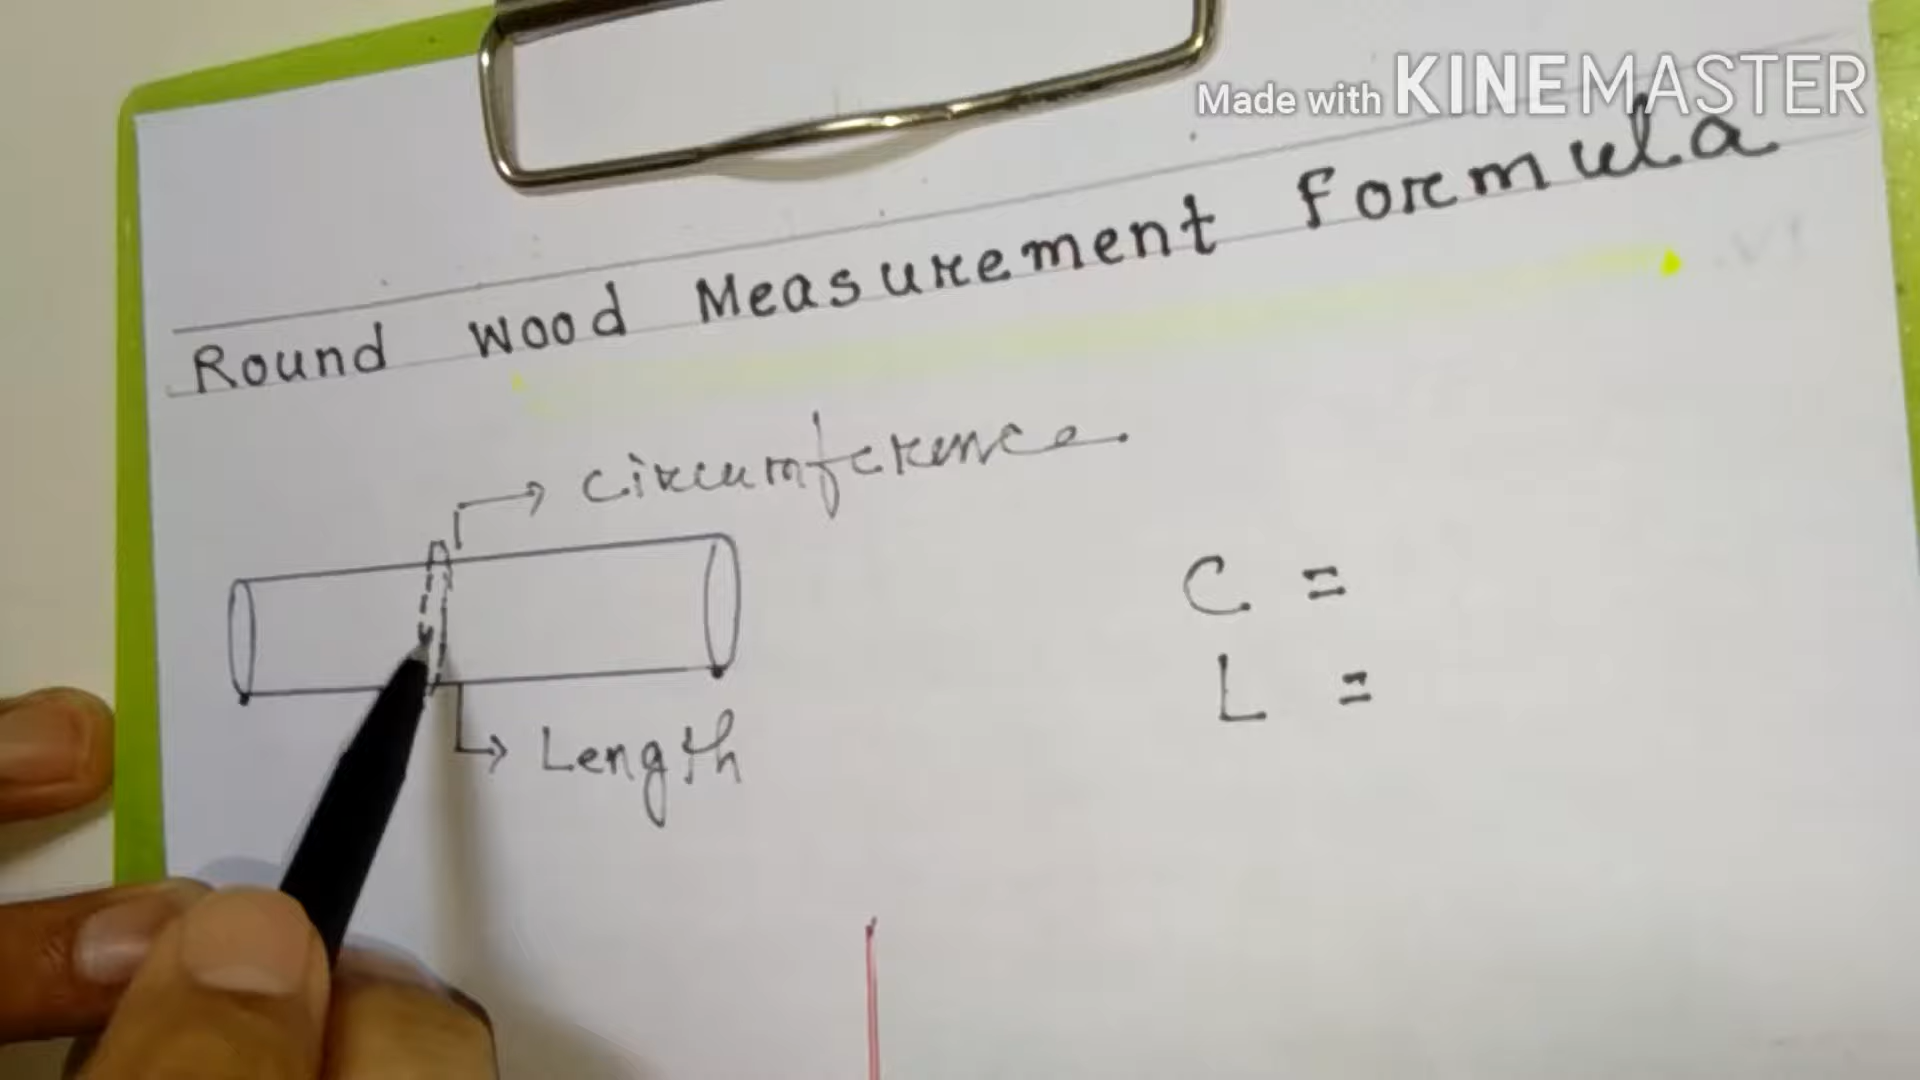 Made with KINEMASTER
Round Wood Measurement Formula
Circumference
C =
L =
Length